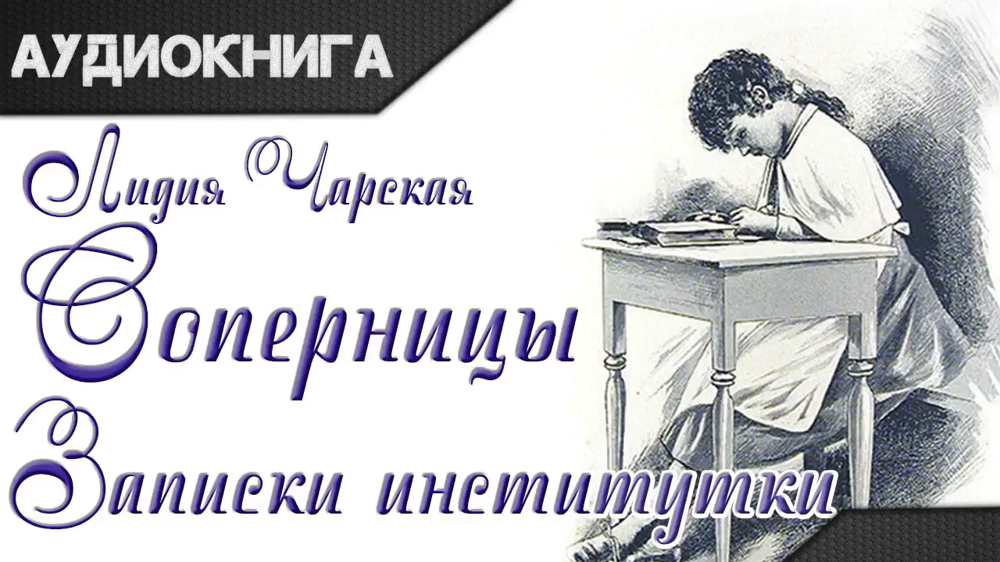 АУДИОКНИГА
Лидия Чарская
Соперницы
Записки институтки